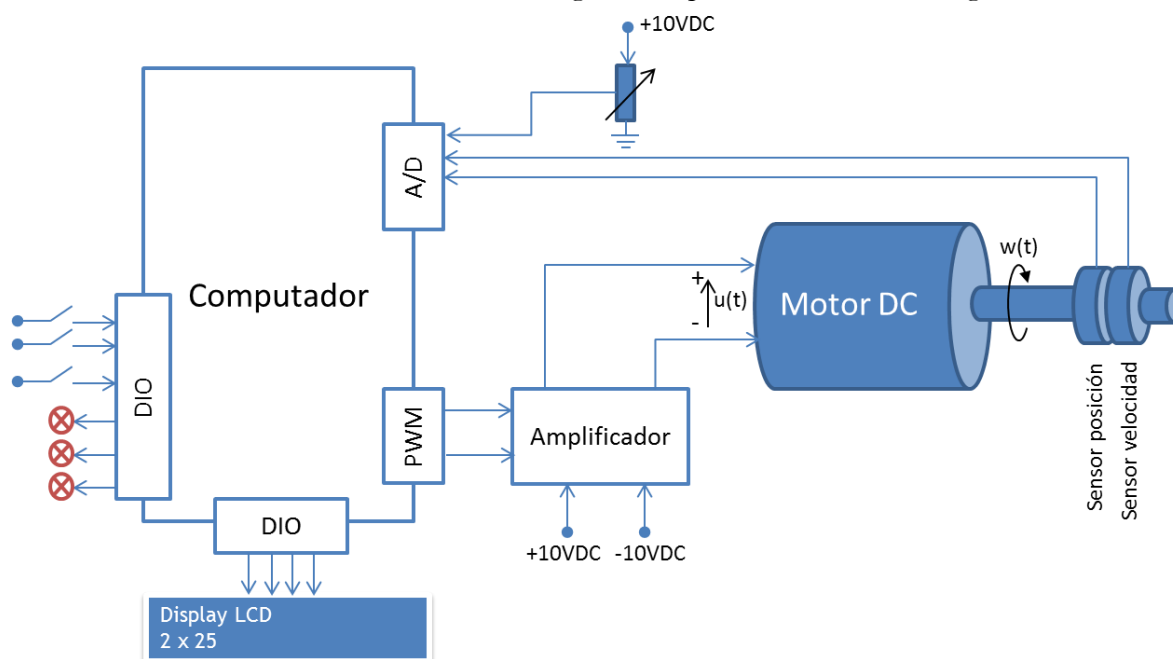 +10VDC
A/D
Computador
w(t)
+
u(t)
-
Motor DC
DIO
PWM
Amplificador
Sensor posición
Sensor velocidad
DIO
+10VDC
-10VDC
Display LCD
2 x 25